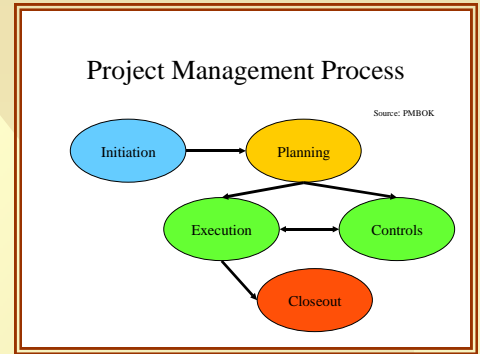 Project Management Process
Source: PMBOK
Initiation
Planning
Execution
Controls
Closeout